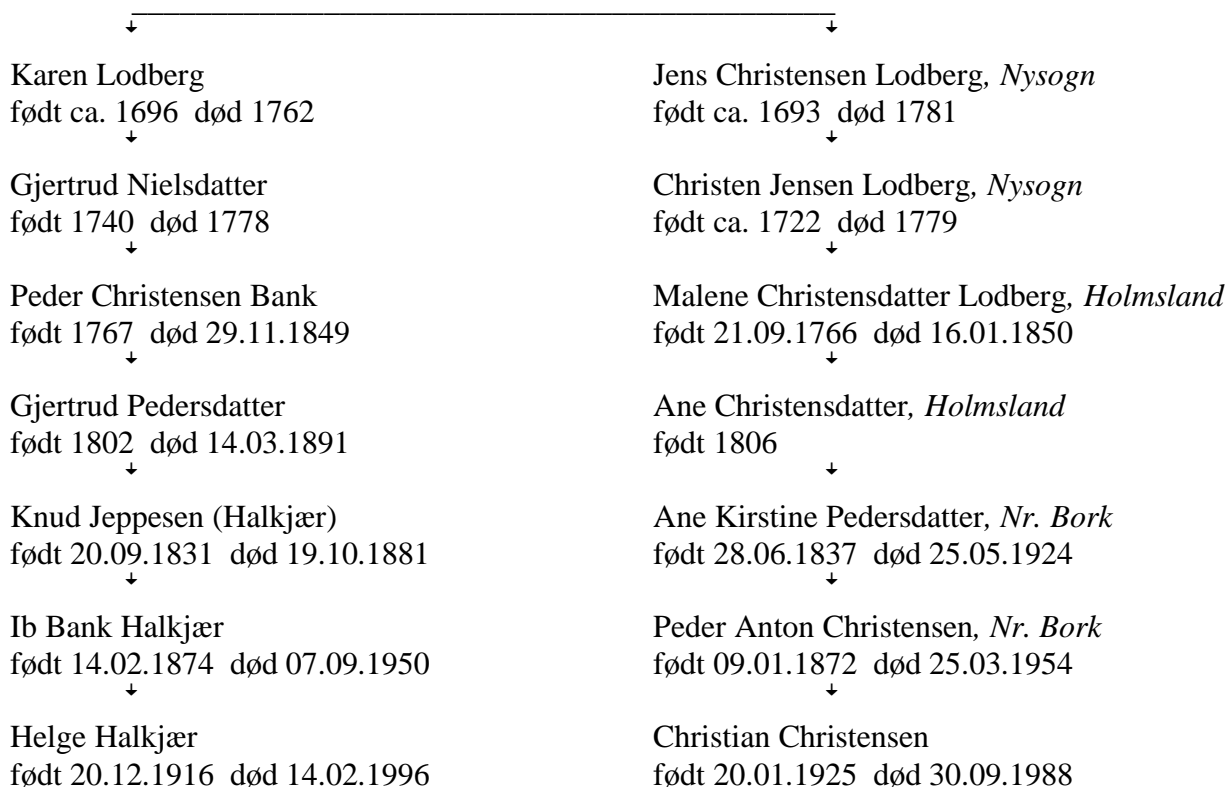 Karen Lodberg
født ca. 1696 død 1762
Gjertrud Nielsdatter
født 1740 død 1778
Peder Christensen Bank
født 1767 død 29.11.1849
Gjertrud Pedersdatter
født 1802 død 14.03.1891
Knud Jeppesen (Halkjær)
født 20.09.1831 død 19.10.1881
Ib Bank Halkjær
født 14.02.1874 død 07.09.1950
Helge Halkjær
født 20.12.1916 død 14.02.1996
Jens Christensen Lodberg, Nysogn
født ca. 1693 død 1781
Christen Jensen Lodberg, Nysogn
født ca. 1722 død 1779
Malene Christensdatter Lodberg, Holmsland
født 21.09.1766 død 16.01.1850
Ane Christensdatter, Holmsland
født 1806
Ane Kirstine Pedersdatter, Nr. Bork
født 28.06.1837 død 25.05.1924
Peder Anton Christensen, Nr. Bork
født 09.01.1872 død 25.03.1954
Christian Christensen
født 20.01.1925 død 30.09.1988